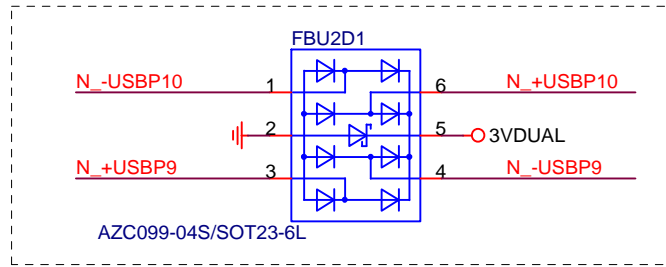 FBU2D1
N_-USBP10 1 6 N_+USBP10
2 5 3VDUAL
N_+USBP9 3 4 N_-USBP9
AZC099-04S/SOT23-6L